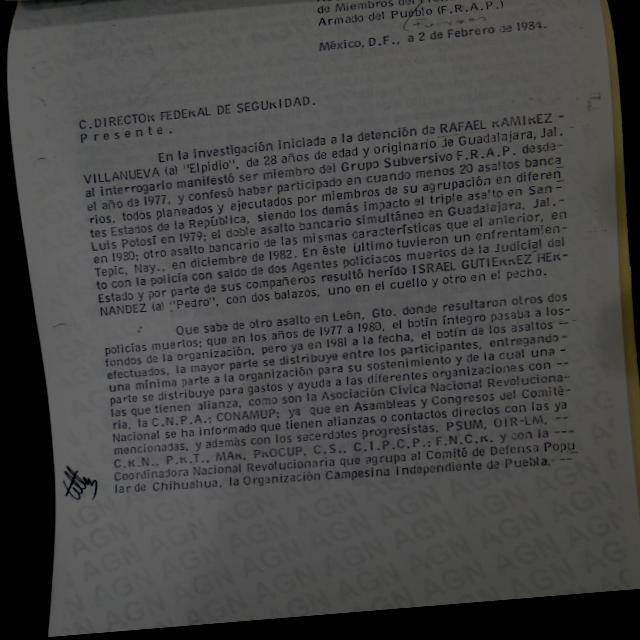 de Miembros del
Armado del Pueblo (F.R.A.P.)
México, D.F., a 2 de Febrero de 1984.
C. DIRECTOR FEDERAL DE SEGURIDAD.
P r e s e n t e .
En la investigación iniciada a la detención de RAFAEL RAMIREZ -
VILLANUEVA (a) "Elpidio", de 28 años de edad y originario de Guadalajara, Jal.
al interrogarlo manifestó ser miembro del Grupo Subversivo F.R.A.P. desde-
el año de 1977, y confesó haber participado en cuando menos 20 asaltos banca
rios, todos planeados y ejecutados por miembros de su agrupación en diferen
tes Estados de la República, siendo los demás impacto el triple asalto en San-
Luis Potosí en 1979; el doble asalto bancario simultáneo en Guadalajara, Jal.-
en 1980; otro asalto bancario de las mismas características que el anterior, en
Tepic, Nay., en diciembre de 1982. En éste último tuvieron un enfrentamien-
to con la policía con saldo de dos Agentes policiacos muertos de la Judicial del
Estado y por parte de sus compañeros resultó herido ISRAEL GUTIERREZ HER-
NANDEZ (a) "Pedro", con dos balazos, uno en el cuello y otro en el pecho.
Que sabe de otro asalto en León, Gto. donde resultaron otros dos
policías muertos; que en los años de 1977 a 1980, el botín íntegro pasaba a los-
fondos de la organización, pero ya en 1981 a la fecha, el botín de los asaltos -
efectuados, la mayor parte se distribuye entre los participantes, entregando-
una mínima parte a la organización para su sostenimiento y de la cual una -
parte se distribuye para gastos y ayuda a las diferentes organizaciones con --
las que tienen alianza, como son la Asociación Cívica Nacional Revoluciona-
ria, la C.N.P.A.; CONAMUP; ya que en Asambleas y Congresos del Comité-
Nacional se ha informado que tienen alianzas o contactos directos con las ya
mencionadas, y además con los sacerdotes progresistas, PSUM, OIR-LM,
C.R.N., P.R.T., MAR, PROCUP, C.S., C.I.P.C.P.; F.N.C.R. y con la ---
Coordinadora Nacional Revolucionaria que agrupa al Comité de Defensa Popu
lar de Chihuahua, la Organización Campesina Independiente de Puebla. ---
AGN